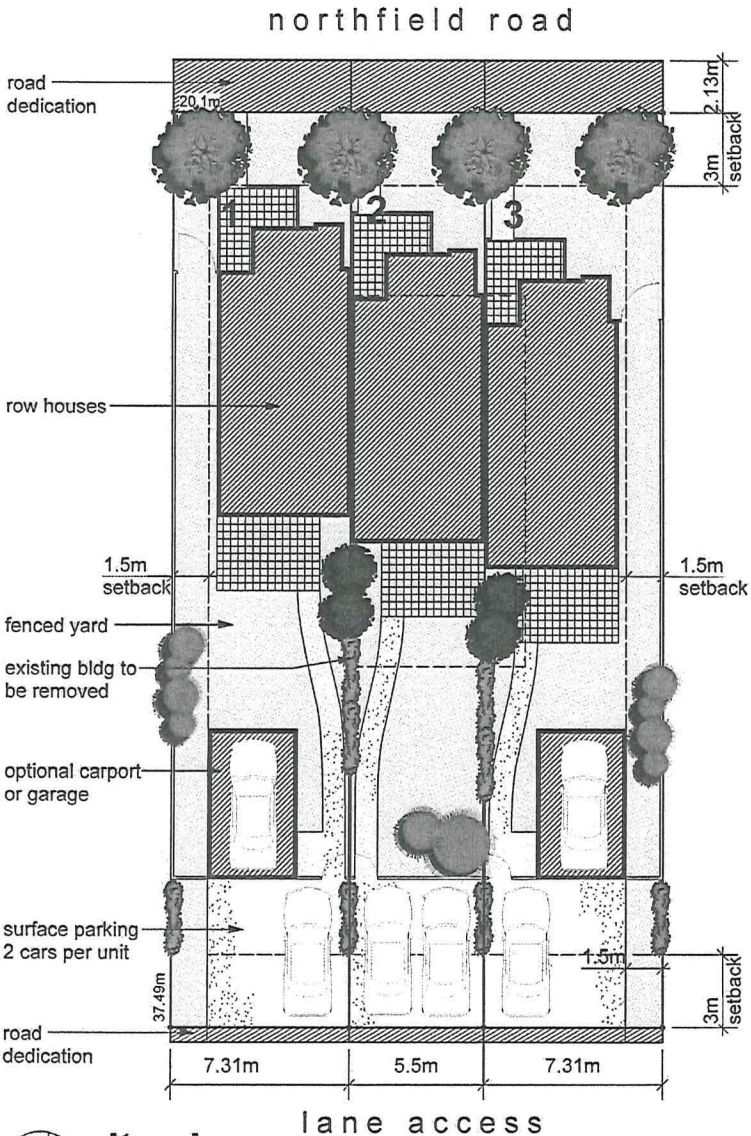 northfield road
road
dedication
20.1m
2.13m
3m
setback
1
2
3
row houses
1.5m
setback
1.5m
setback
fenced yard
existing bldg to
be removed
optional carport
or garage
surface parking
2 cars per unit
1.5m
37.49m
3m
setback
road
dedication
7.31m
5.5m
7.31m
lane access